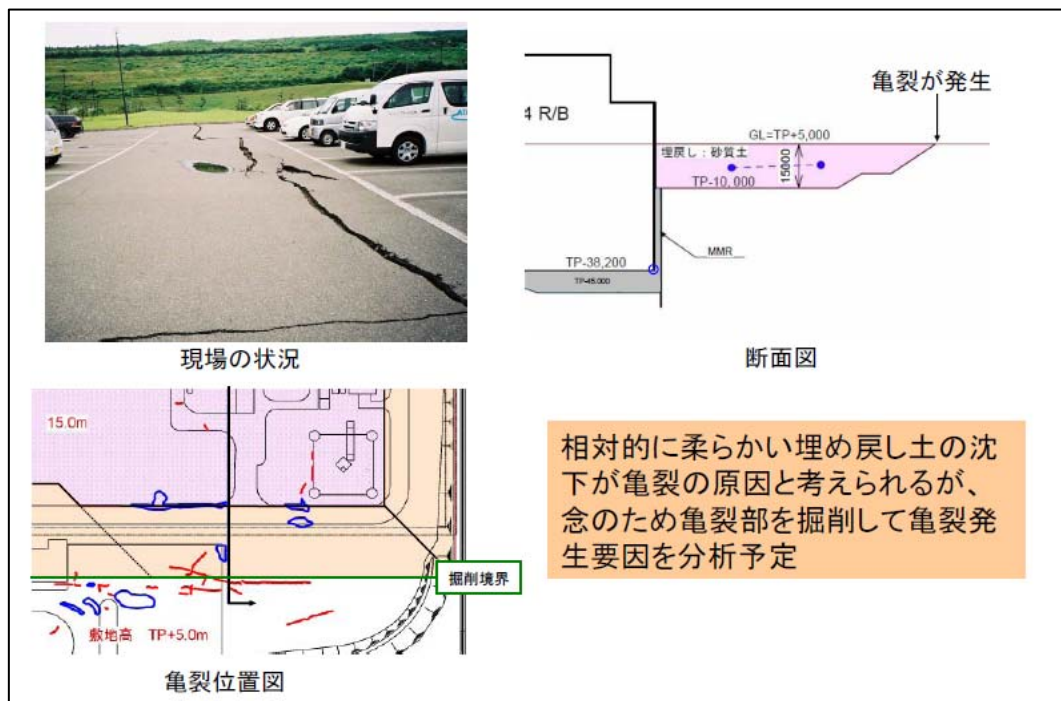 現場の状況
亀裂が発生
4 R/B
GL=TP+5,000
埋戻し：砂質土
15000
TP-10,000
MMR
TP-38,200
TP-45,000
断面図
15.0m
掘削境界
敷地高 TP+5.0m
亀裂位置図
相対的に柔らかい埋め戻し土の沈
下が亀裂の原因と考えられるが、
念のため亀裂部を掘削して亀裂発
生要因を分析予定